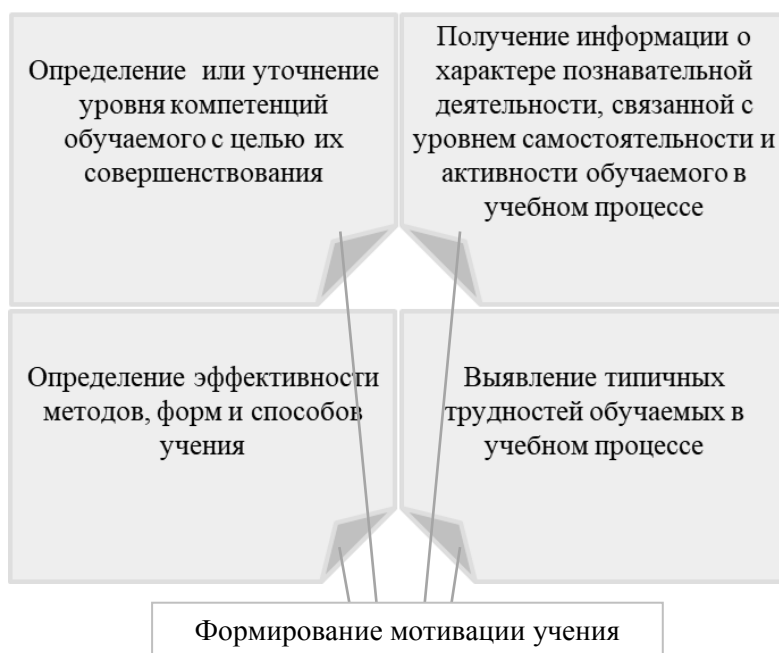 Определение или уточнение
уровня компетенций
обучаемого с целью их
совершенствования
Получение информации о
характере познавательной
деятельности, связанной с
уровнем самостоятельности и
активности обучаемого в
учебном процессе
Определение эффективности
методов, форм и способов
учения
Выявление типичных
трудностей обучаемых в
учебном процессе
Формирование мотивации учения